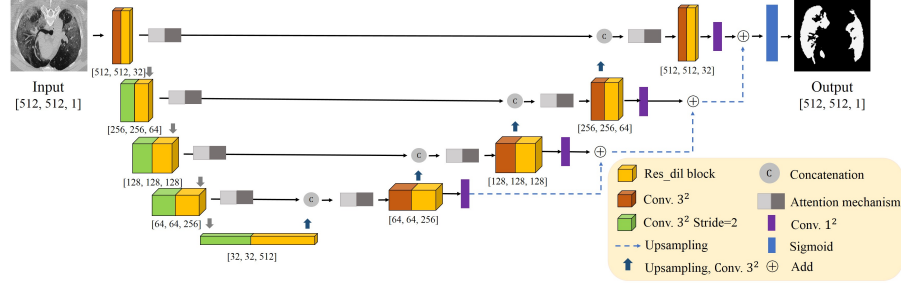 C
Input
[512, 512, 1]
[512, 512, 32]
[512, 512, 32]
Output
[512, 512, 1]
C
[256, 256, 64]
[256, 256, 64]
C
[128, 128, 128]
[128, 128, 128]
C
[64, 64, 256]
[64, 64, 256]
[32, 32, 512]
Res_dil block
C Concatenation
Conv. 3²
Attention mechanism
Conv. 3² Stride=2
Conv. 1²
Upsampling
Sigmoid
Upsampling, Conv. 3²
Add